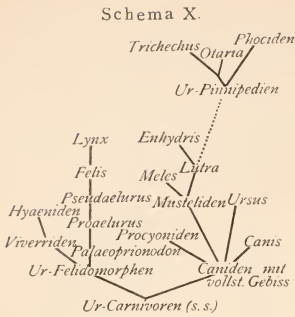 Schema X.
Phociden
Trichechus Otaria
Ur-Pinnipedien
Lynx Enhydris
Felis Lutra
Meles
Pseudaelurus Musteliden Ursus
Hyaeniden
Proaelurus
Viverriden Procyoniden Canis
Palaeoprionodon
Ur-Felidomorphen Caniden mit
vollst. Gebiss
Ur-Carnivoren (s. s.)